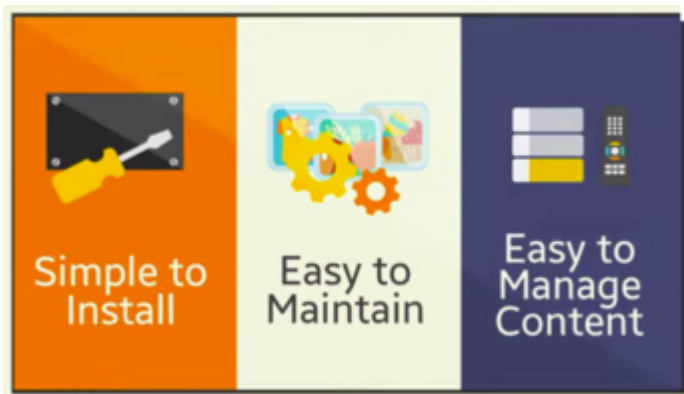 Simple to
Install
Easy to
Maintain
Easy to
Manage
Content